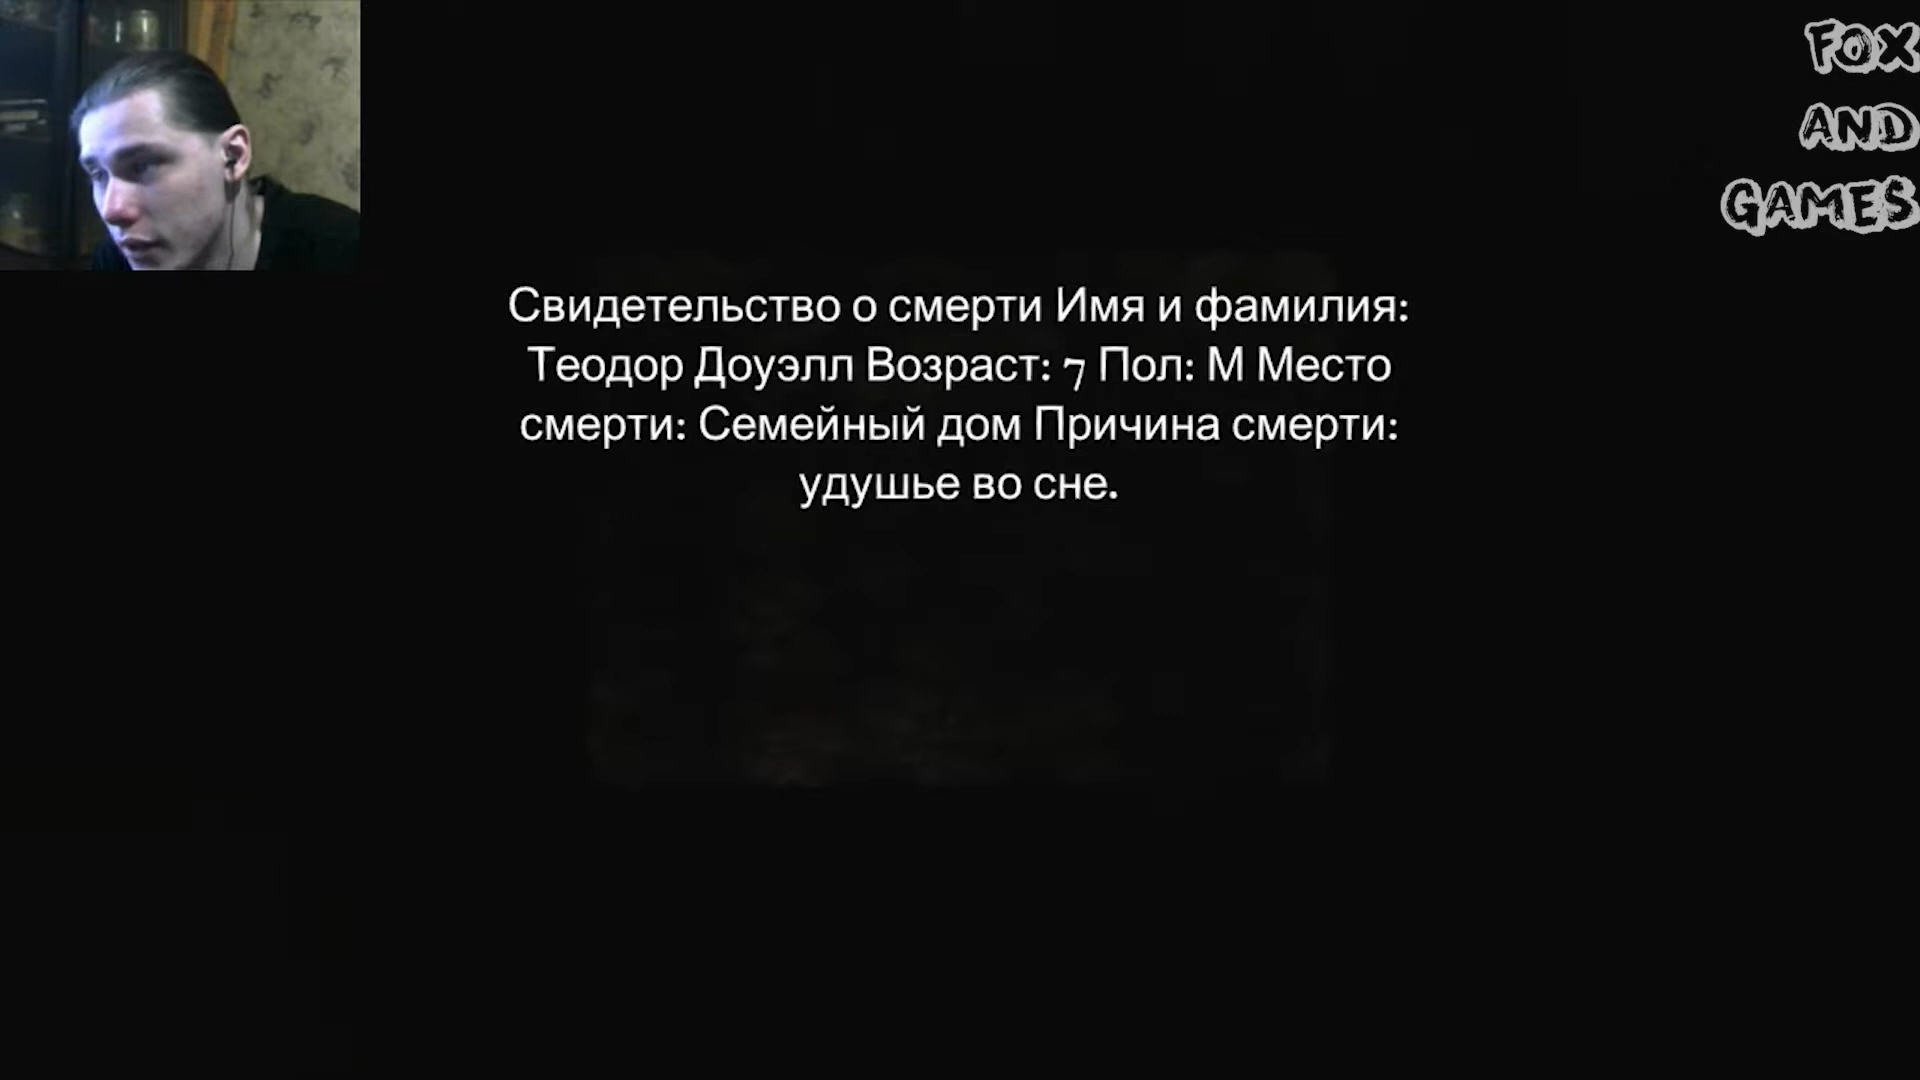 FOX
AND
GAMES
Свидетельство о смерти Имя и фамилия:
Теодор Доуэлл Возраст: 7 Пол: М Место
смерти: Семейный дом Причина смерти:
удушье во сне.